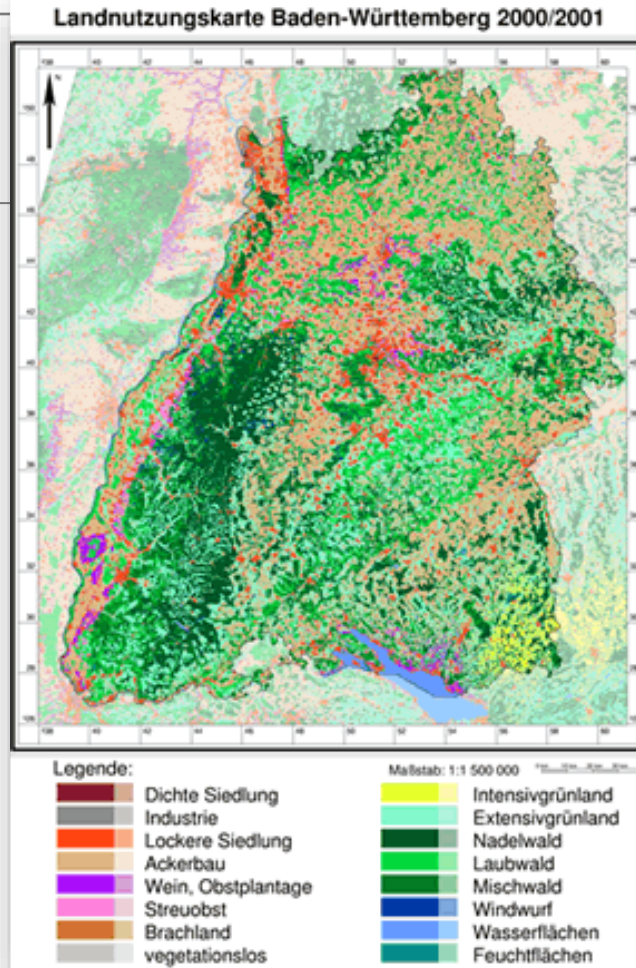 Landnutzungskarte Baden-Württemberg 2000/2001
N
Legende:
Maßstab: 1:1 500 000
Dichte Siedlung
Industrie
Lockere Siedlung
Ackerbau
Wein, Obstplantage
Streuobst
Brachland
vegetationslos
Intensivgrünland
Extensivgrünland
Nadelwald
Laubwald
Mischwald
Windwurf
Wasserflächen
Feuchtflächen